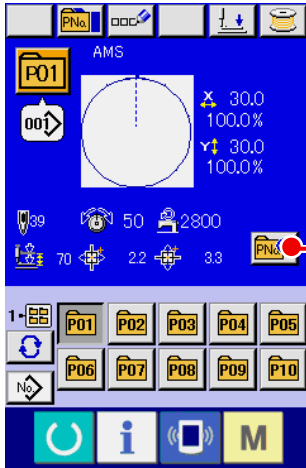 PNo.
AMS
P01
001
X 30.0
100.0%
Y 30.0
100.0%
39 50 2800
70 2.2 3.3
PNo.
1- P01 P02 P03 P04 P05
P06 P07 P08 P09 P10
No.
i M